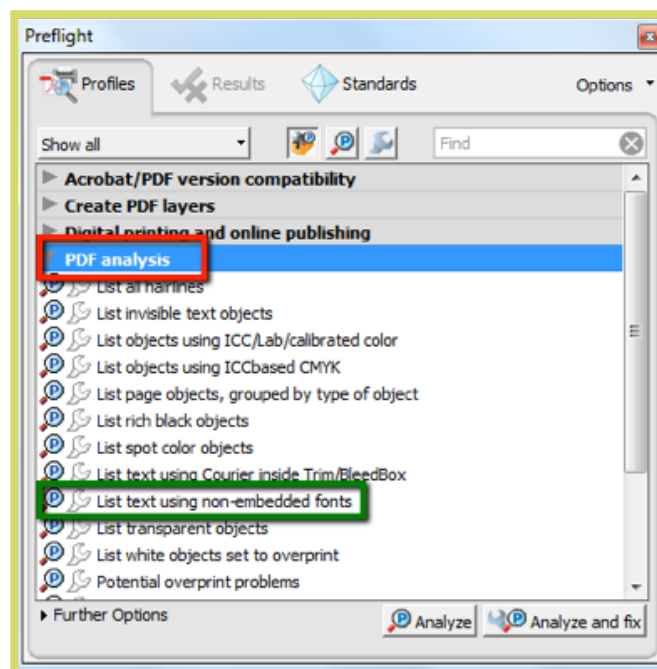 Preflight
Profiles Results Standards Options
Show all Find
Acrobat/PDF version compatibility
Create PDF layers
Digital printing and online publishing
PDF analysis
List all hairlines
List invisible text objects
List objects using ICC/Lab/calibrated color
List objects using ICCbased CMYK
List page objects, grouped by type of object
List rich black objects
List spot color objects
List text using Courier inside Trim/BleedBox
List text using non-embedded fonts
List transparent objects
List white objects set to overprint
Potential overprint problems
Further Options Analyze Analyze and fix